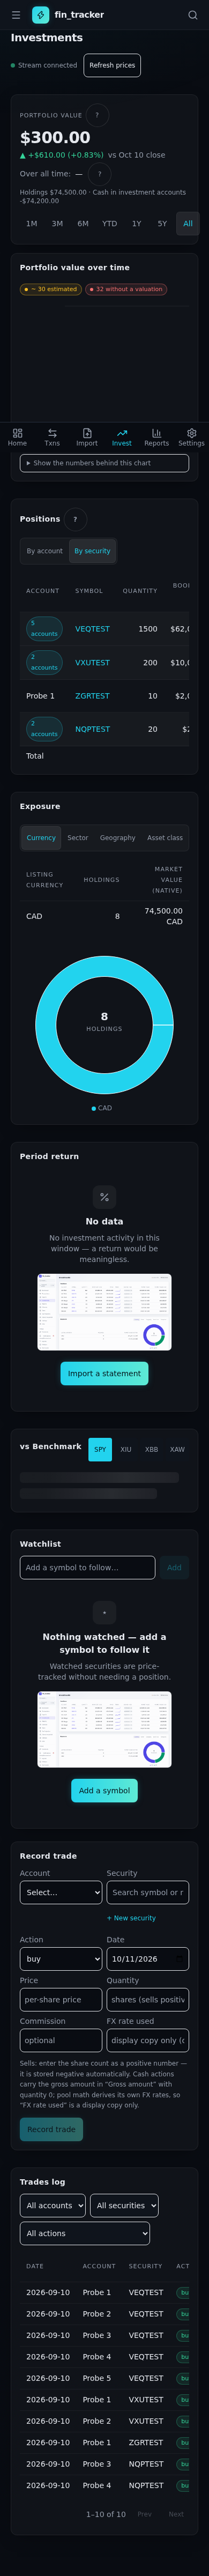 fin_tracker
Investments
Stream connected
Refresh prices
PORTFOLIO VALUE ?
$300.00
▲ +$610.00 (+0.83%) vs Oct 10 close
Over all time: — ?
Holdings $74,500.00 · Cash in investment accounts
-$74,200.00
1M 3M 6M YTD 1Y 5Y All
Portfolio value over time
~ 30 estimated
32 without a valuation
Home Txns Import Invest Reports Settings
▶ Show the numbers behind this chart
Positions ?
By account By security
ACCOUNT SYMBOL QUANTITY BOO
5
accounts
VEQTEST 1500 $62,
2
accounts
VXUTEST 200 $10,
Probe 1 ZGRTEST 10 $2,
2
accounts
NQPTEST 20 $
Total
Exposure
Currency Sector Geography Asset class
LISTING
CURRENCY
HOLDINGS
MARKET
VALUE
(NATIVE)
CAD 8 74,500.00
CAD
8
HOLDINGS
CAD
Period return
No data
No investment activity in this
window — a return would be
meaningless.
Import a statement
vs Benchmark
SPY XIU XBB XAW
Watchlist
Add a symbol to follow…
Add
Nothing watched — add a
symbol to follow it
Watched securities are price-
tracked without needing a position.
Add a symbol
Record trade
Account Security
Select… Search symbol or
+ New security
Action Date
buy 10/11/2026
Price Quantity
per-share price shares (sells positiv
Commission FX rate used
optional display copy only (
Sells: enter the share count as a positive number —
it is stored negative automatically. Cash actions
carry the gross amount in “Gross amount” with
quantity 0; pool math derives its own FX rates, so
“FX rate used” is a display copy only.
Record trade
Trades log
All accounts All securities
All actions
DATE ACCOUNT SECURITY ACT
2026-09-10 Probe 1 VEQTEST bu
2026-09-10 Probe 2 VEQTEST bu
2026-09-10 Probe 3 VEQTEST bu
2026-09-10 Probe 4 VEQTEST bu
2026-09-10 Probe 5 VEQTEST bu
2026-09-10 Probe 1 VXUTEST bu
2026-09-10 Probe 2 VXUTEST bu
2026-09-10 Probe 1 ZGRTEST bu
2026-09-10 Probe 3 NQPTEST bu
2026-09-10 Probe 4 NQPTEST bu
1–10 of 10 Prev Next